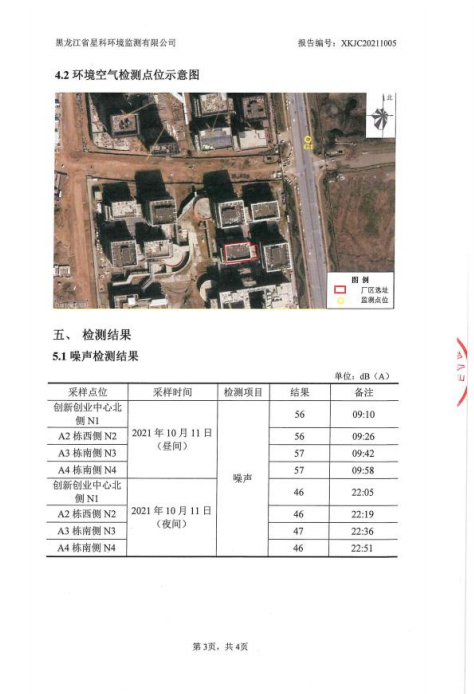 黑龙江省星科环境监测有限公司 报告编号：XKJC20211005
4.2 环境空气检测点位示意图
北
图 例
厂区选址
监测点位
五、 检测结果
5.1 噪声检测结果
单位：dB（A）
采样点位 采样时间 检测项目 结果 备注
创新创业中心北侧 N1 2021 年 10 月 11 日（昼间） 噪声 56 09:10
A2 栋西侧 N2 56 09:26
A3 栋南侧 N3 57 09:42
A4 栋南侧 N4 57 09:58
创新创业中心北侧 N1 2021 年 10 月 11 日（夜间） 46 22:05
A2 栋西侧 N2 46 22:19
A3 栋南侧 N3 47 22:36
A4 栋南侧 N4 46 22:51
第 3页，共 4页